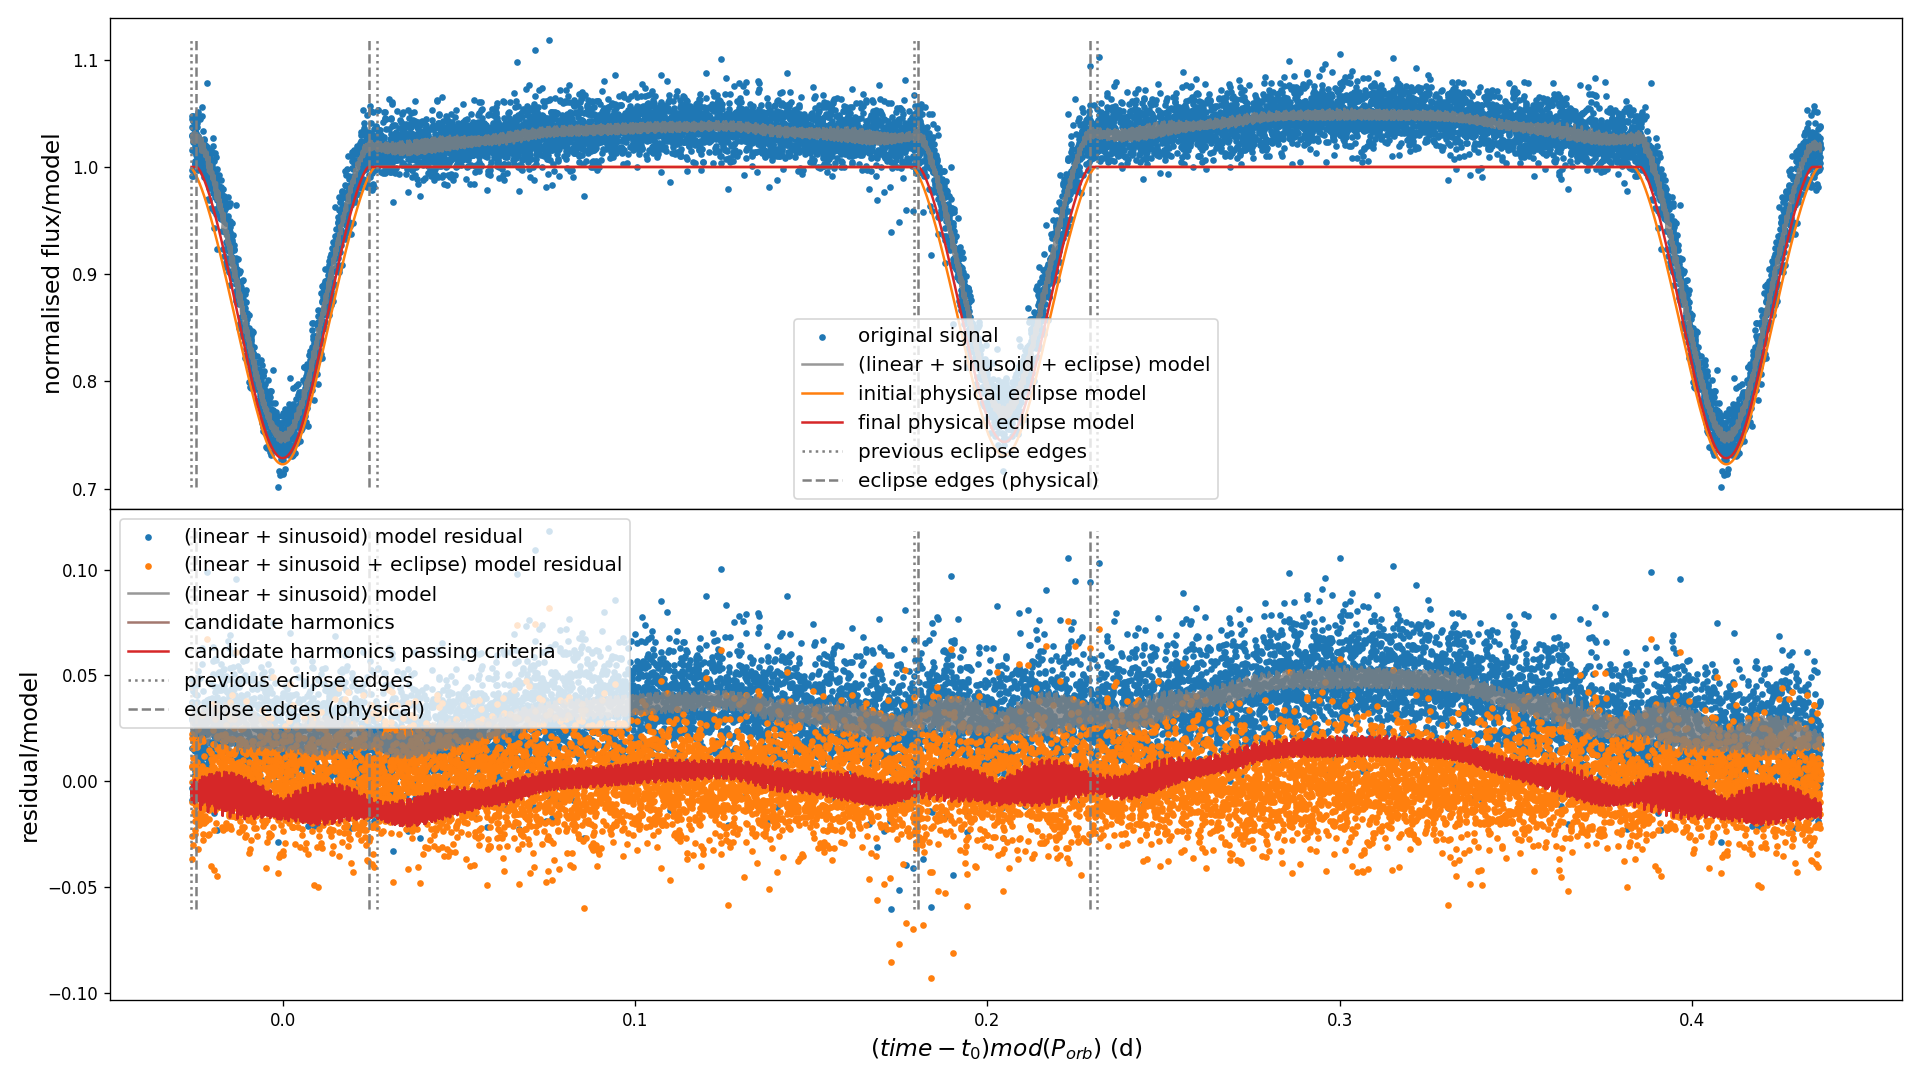 normalised flux/model
1.1
1.0
0.9
0.8
0.7
original signal
(linear + sinusoid + eclipse) model
initial physical eclipse model
final physical eclipse model
previous eclipse edges
eclipse edges (physical)
residual/model
0.10
0.05
0.00
−0.05
−0.10
(linear + sinusoid) model residual
(linear + sinusoid + eclipse) model residual
(linear + sinusoid) model
candidate harmonics
candidate harmonics passing criteria
previous eclipse edges
eclipse edges (physical)
0.0 0.1 0.2 0.3 0.4
(time − t₀)mod(P_orb) (d)